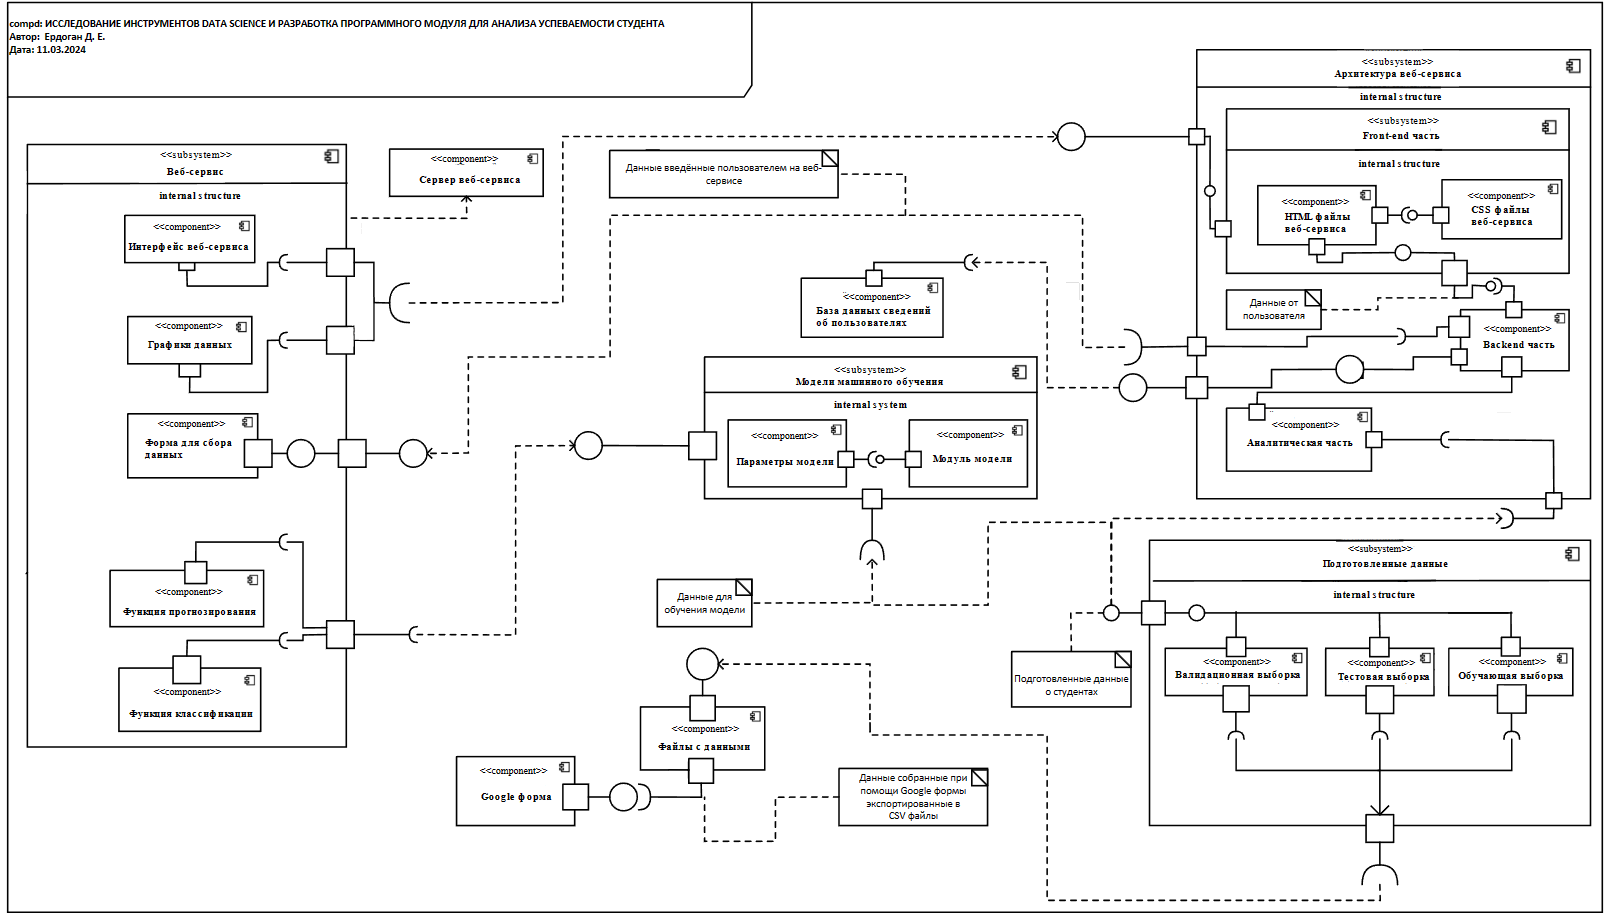 compd: ИССЛЕДОВАНИЕ ИНСТРУМЕНТОВ DATA SCIENCE И РАЗРАБОТКА ПРОГРАММНОГО МОДУЛЯ ДЛЯ АНАЛИЗА УСПЕВАЕМОСТИ СТУДЕНТА
Автор: Ердоган Д. Е.
Дата: 11.03.2024
<<subsystem>>
Веб-сервис
internal structure
<<component>>
Интерфейс веб-сервиса
<<component>>
Графики данных
<<component>>
Форма для сбора
данных
<<component>>
Функция прогнозирования
<<component>>
Функция классификации
<<component>>
Сервер веб-сервиса
Данные введённые пользователем на веб-
сервисе
<<component>>
База данных сведений
об пользователях
<<subsystem>>
Модели машинного обучения
internal system
<<component>>
Параметры модели
<<component>>
Модуль модели
Данные для
обучения модели
<<component>>
Файлы с данными
<<component>>
Google форма
Данные собранные при
помощи Google формы
экспортированные в
CSV файлы
<<subsystem>>
Архитектура веб-сервиса
internal structure
<<subsystem>>
Front-end часть
internal structure
<<component>>
HTML файлы
веб-сервиса
<<component>>
CSS файлы
веб-сервиса
Данные от
пользователя
<<component>>
Backend часть
<<component>>
Аналитическая часть
<<subsystem>>
Подготовленные данные
internal structure
<<component>>
Валидационная выборка
<<component>>
Тестовая выборка
<<component>>
Обучающая выборка
Подготовленные данные
о студентах